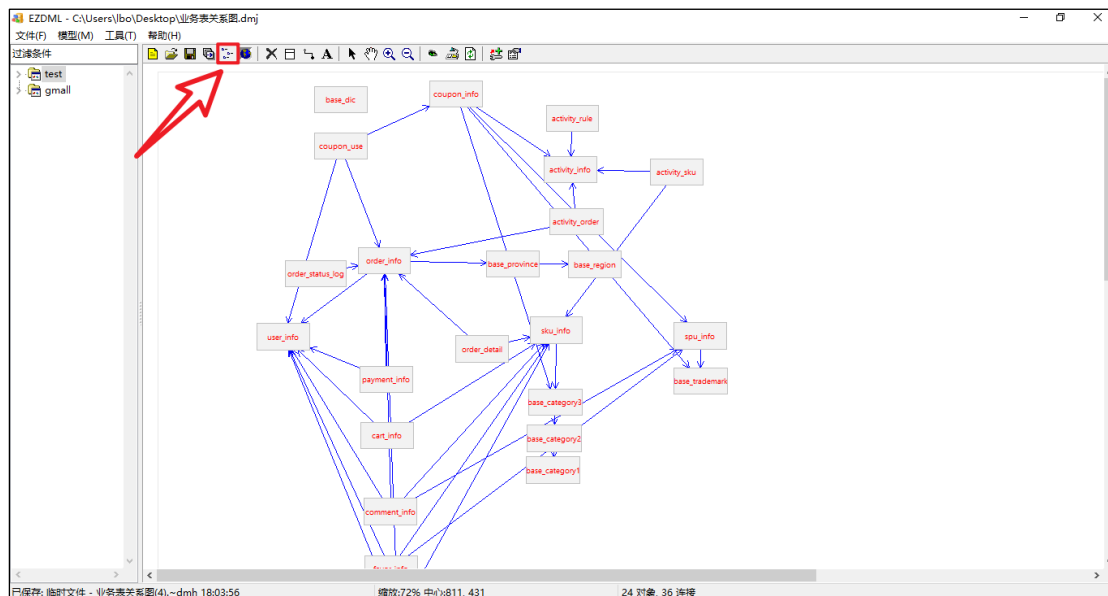 EZDML - C:\Users\lbo\Desktop\业务表关系图.dmj
文件(F) 模型(M) 工具(T) 帮助(H)
过滤条件
A
test
gmall
base_dic
coupon_info
activity_rule
coupon_use
activity_info
activity_sku
activity_order
order_info
base_province
base_region
order_status_log
user_info
sku_info
spu_info
order_detail
payment_info
base_trademark
base_category3
cart_info
base_category2
base_category1
comment_info
已保存: 临时文件 - 业务表关系图(4).~dmh 18:03:56
缩放:72% 中心:811, 431
24 对象, 36 连接